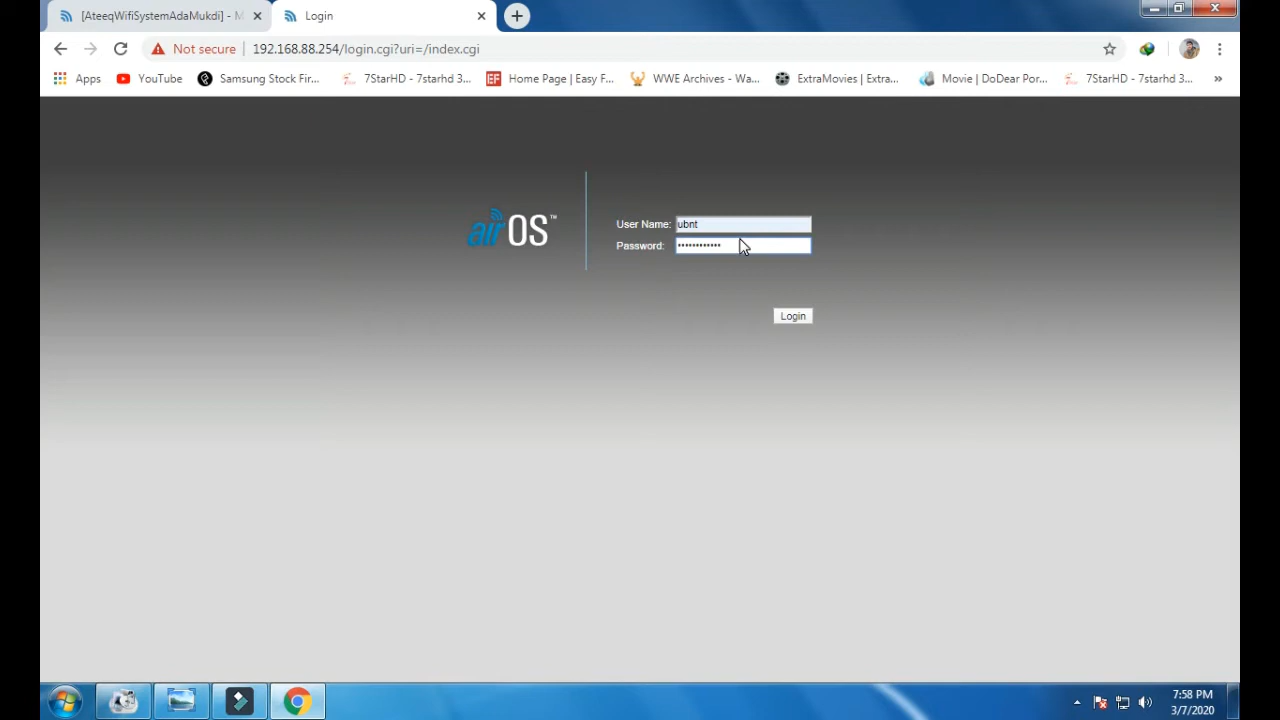 [AteeqWifiSystemAdaMukdi] - M
Login
Not secure
192.168.88.254/login.cgi?uri=/index.cgi
Apps
YouTube
Samsung Stock Fir...
7StarHD - 7starhd 3...
EF
Home Page | Easy F...
WWE Archives - Wa...
ExtraMovies | Extra...
Movie | DoDear Por...
7StarHD - 7starhd 3...
»
airOS™
User Name:
ubnt
Password:
••••••••••••
Login
7:58 PM
3/7/2020